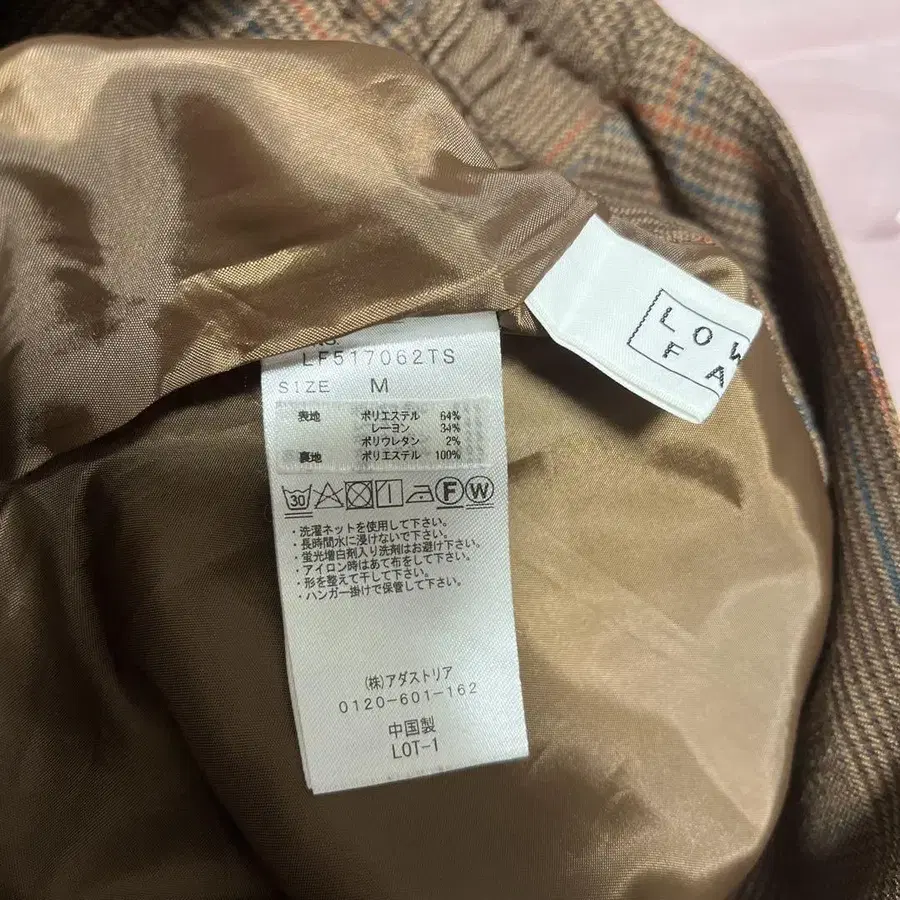 LF517062TS
SIZE M
表地 ポリエステル 64%
レーヨン 34%
ポリウレタン 2%
裏地 ポリエステル 100%
30 F W
・洗濯ネットを使用して下さい。
・長時間水に浸けないで下さい。
・蛍光増白剤入り洗剤はお避け下さい。
・アイロン時はあて布をして下さい。
・形を整えて干して下さい。
・ハンガー掛けで保管して下さい。
(株)アダストリア
0120-601-162
中国製
LOT-1
LOW
FA